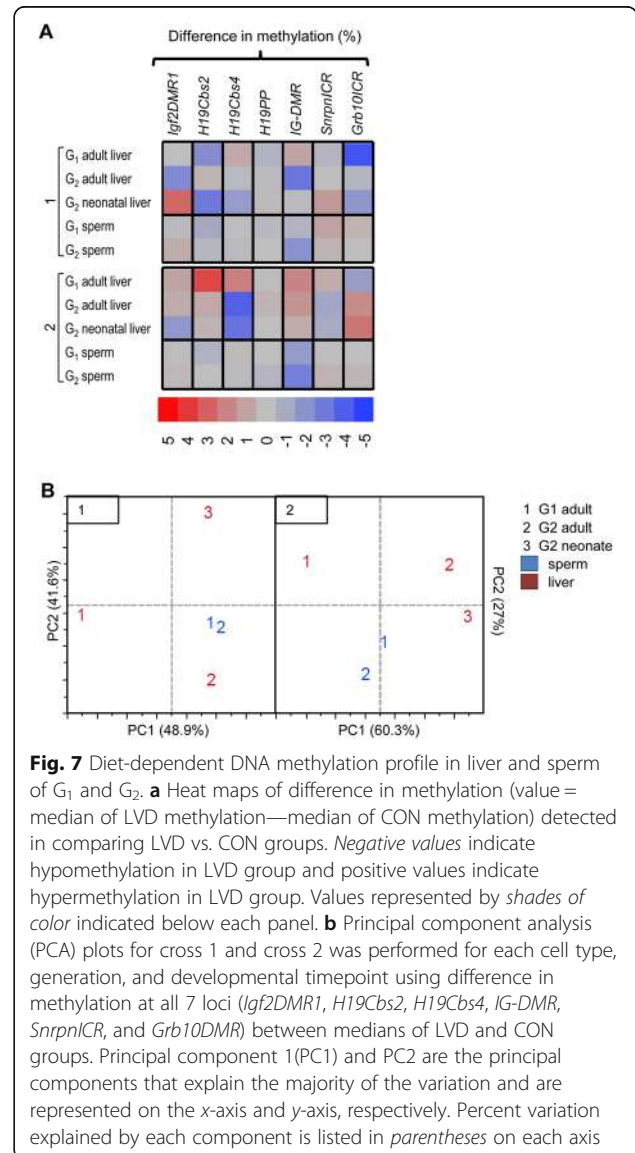 A
Difference in methylation (%)
Igf2DMR1 H19Cbs2 H19Cbs4 H19PP IG-DMR SnrpnICR Grb10ICR
1
G1 adult liver
G2 adult liver
G2 neonatal liver
G1 sperm
G2 sperm
2
G1 adult liver
G2 adult liver
G2 neonatal liver
G1 sperm
G2 sperm
5 4 3 2 1 0 -1 -2 -3 -4 -5
B
1
3
1
1 2
2
PC2 (41.6%)
PC1 (48.9%)
2
1
2
3
1
2
PC2 (27%)
PC1 (60.3%)
1 G1 adult
2 G2 adult
3 G2 neonate
sperm
liver
Fig. 7 Diet-dependent DNA methylation profile in liver and sperm
of G1 and G2. a Heat maps of difference in methylation (value =
median of LVD methylation—median of CON methylation) detected
in comparing LVD vs. CON groups. Negative values indicate
hypomethylation in LVD group and positive values indicate
hypermethylation in LVD group. Values represented by shades of
color indicated below each panel. b Principal component analysis
(PCA) plots for cross 1 and cross 2 was performed for each cell type,
generation, and developmental timepoint using difference in
methylation at all 7 loci (Igf2DMR1, H19Cbs2, H19Cbs4, IG-DMR,
SnrpnICR, and Grb10DMR) between medians of LVD and CON
groups. Principal component 1(PC1) and PC2 are the principal
components that explain the majority of the variation and are
represented on the x-axis and y-axis, respectively. Percent variation
explained by each component is listed in parentheses on each axis